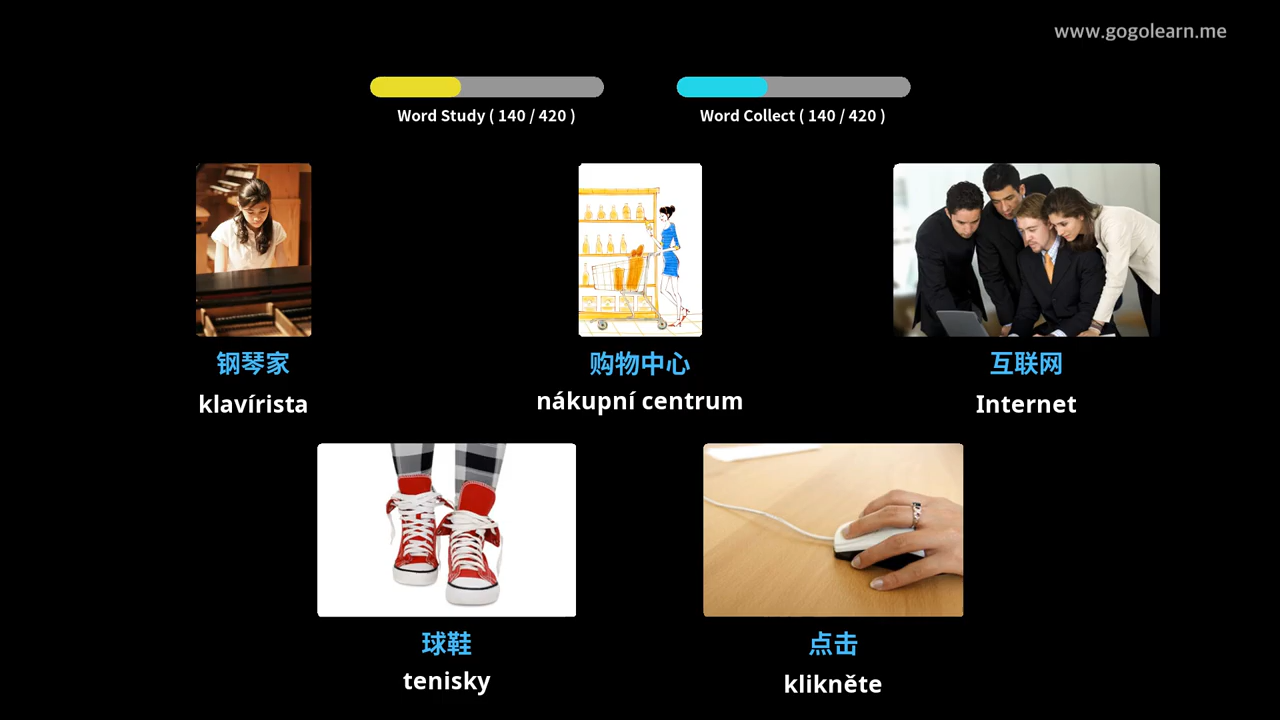 www.gogolearn.me
Word Study ( 140 / 420 )
Word Collect ( 140 / 420 )
钢琴家
klavírista
购物中心
nákupní centrum
互联网
Internet
球鞋
tenisky
点击
klikněte